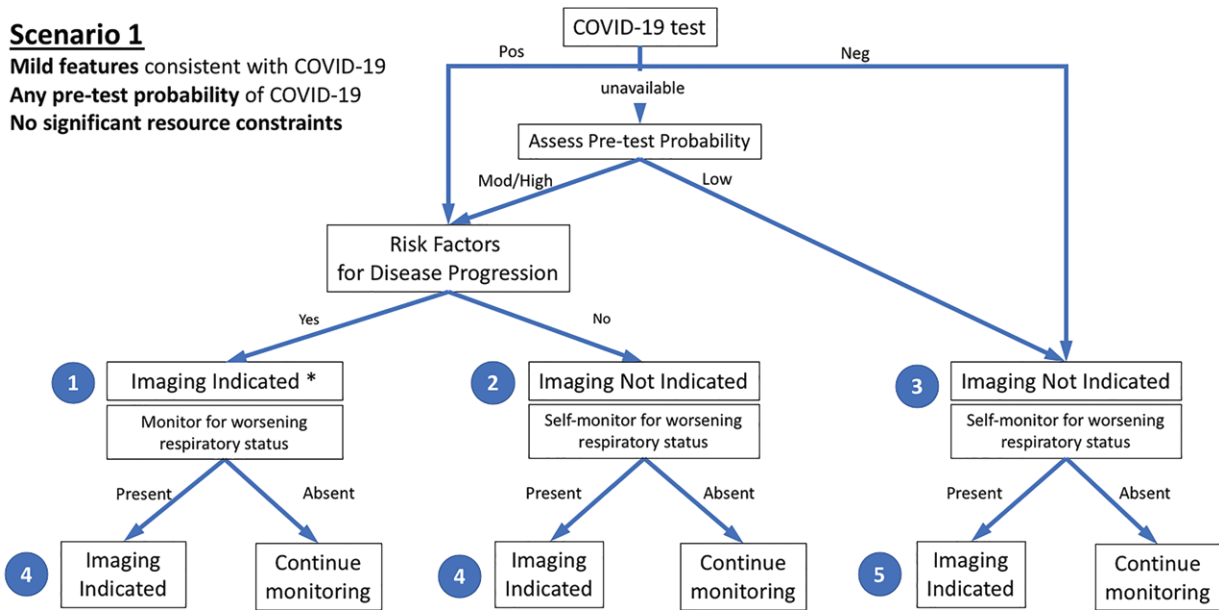 Scenario 1
Mild features consistent with COVID-19
Any pre-test probability of COVID-19
No significant resource constraints
COVID-19 test
Pos
Neg
unavailable
Assess Pre-test Probability
Mod/High
Low
Risk Factors
for Disease Progression
Yes
No
1
Imaging Indicated *
2
Imaging Not Indicated
3
Imaging Not Indicated
Monitor for worsening
respiratory status
Self-monitor for worsening
respiratory status
Self-monitor for worsening
respiratory status
Present
Absent
Present
Absent
Present
Absent
4
Imaging
Indicated
Continue
monitoring
4
Imaging
Indicated
Continue
monitoring
5
Imaging
Indicated
Continue
monitoring